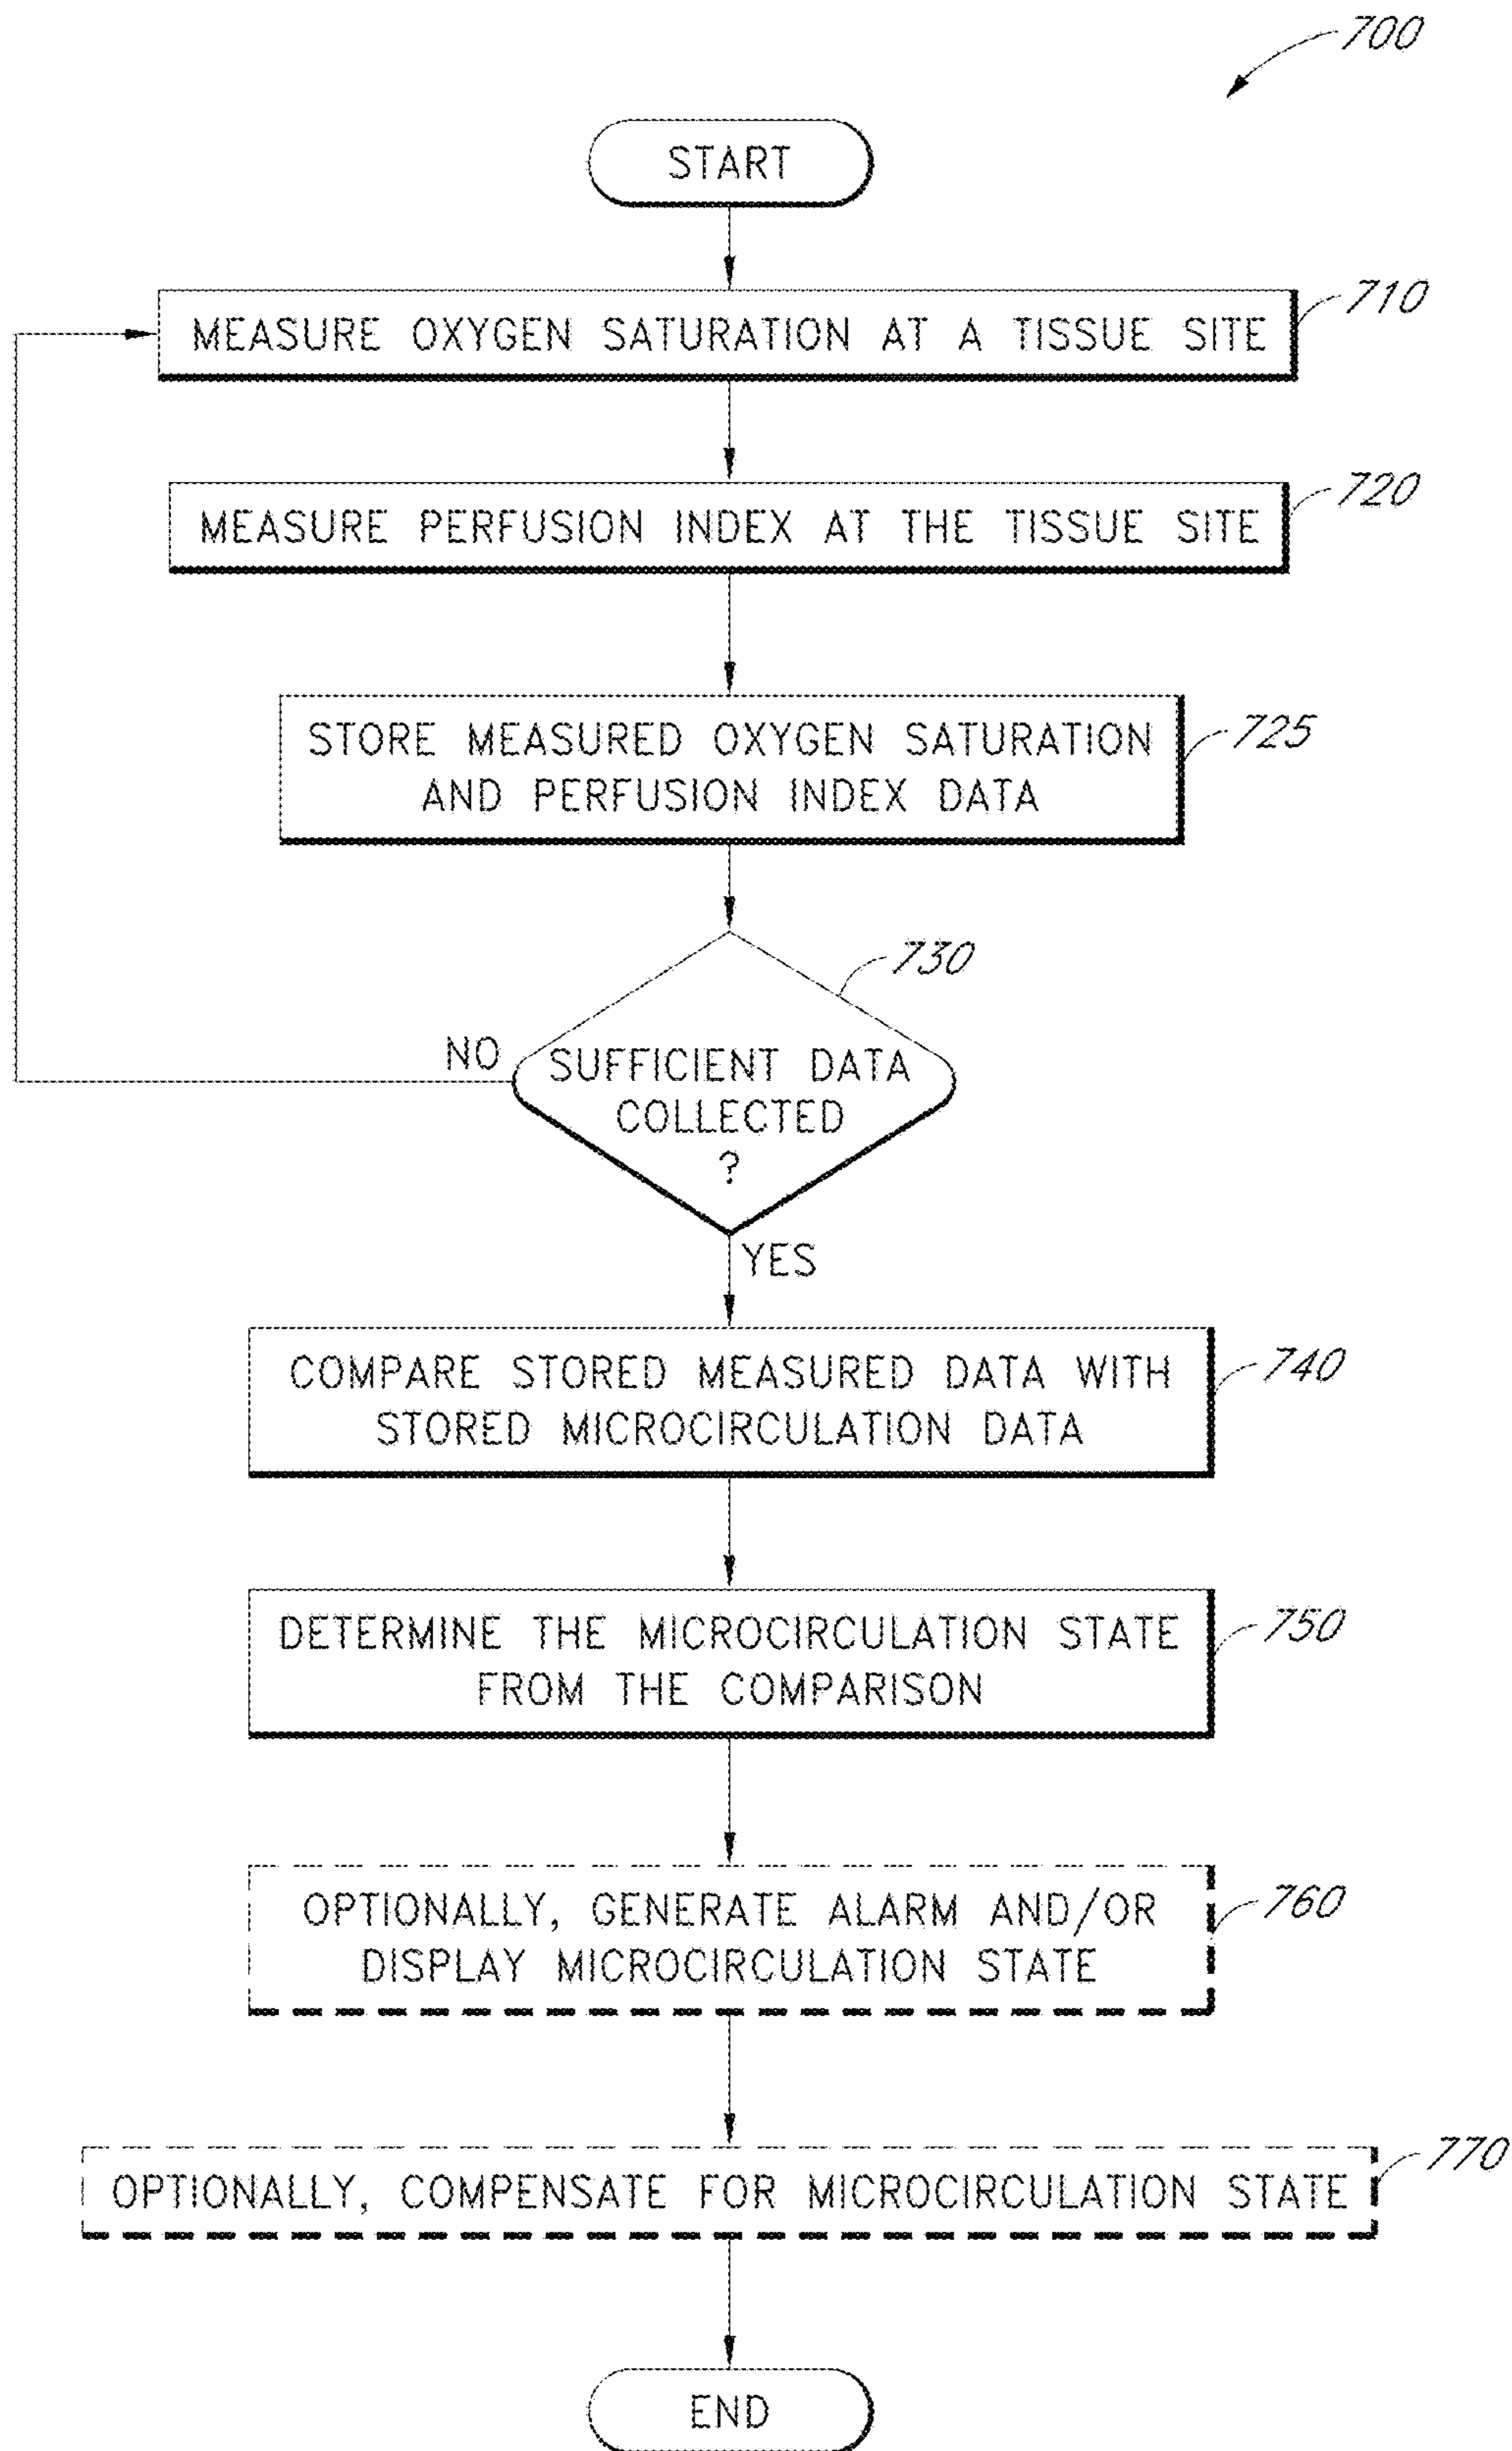 700
START
MEASURE OXYGEN SATURATION AT A TISSUE SITE
710
MEASURE PERFUSION INDEX AT THE TISSUE SITE
720
STORE MEASURED OXYGEN SATURATION
AND PERFUSION INDEX DATA
725
730
NO
SUFFICIENT DATA
COLLECTED
?
YES
COMPARE STORED MEASURED DATA WITH
STORED MICROCIRCULATION DATA
740
DETERMINE THE MICROCIRCULATION STATE
FROM THE COMPARISON
750
OPTIONALLY, GENERATE ALARM AND/OR
DISPLAY MICROCIRCULATION STATE
760
OPTIONALLY, COMPENSATE FOR MICROCIRCULATION STATE
770
END